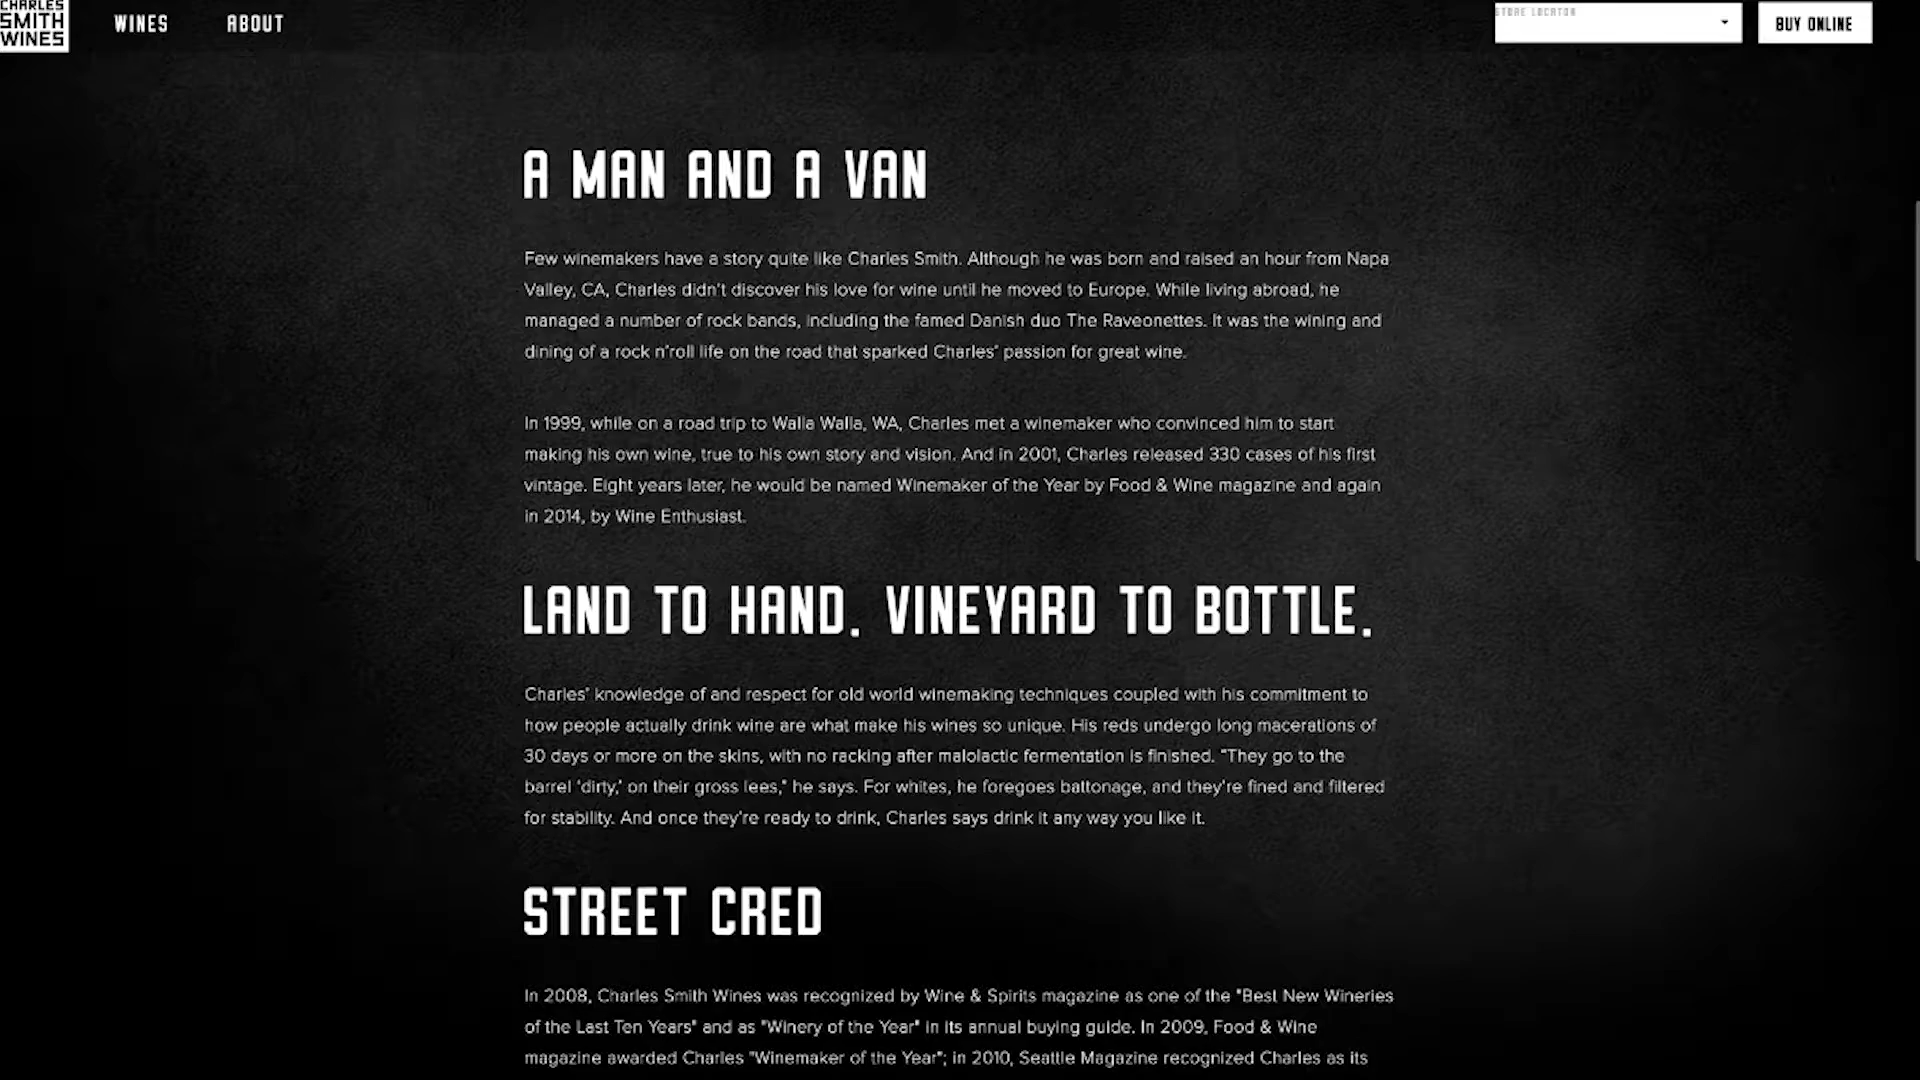 CHARLES
SMITH
WINES
WINES
ABOUT
STORE LOCATOR
BUY ONLINE
A MAN AND A VAN
Few winemakers have a story quite like Charles Smith. Although he was born and raised an hour from Napa
Valley, CA, Charles didn't discover his love for wine until he moved to Europe. While living abroad, he
managed a number of rock bands, including the famed Danish duo The Raveonettes. It was the wining and
dining of a rock n'roll life on the road that sparked Charles' passion for great wine.
In 1999, while on a road trip to Walla Walla, WA, Charles met a winemaker who convinced him to start
making his own wine, true to his own story and vision. And in 2001, Charles released 330 cases of his first
vintage. Eight years later, he would be named Winemaker of the Year by Food & Wine magazine and again
in 2014, by Wine Enthusiast.
LAND TO HAND. VINEYARD TO BOTTLE.
Charles' knowledge of and respect for old world winemaking techniques coupled with his commitment to
how people actually drink wine are what make his wines so unique. His reds undergo long macerations of
30 days or more on the skins, with no racking after malolactic fermentation is finished. "They go to the
barrel 'dirty,' on their gross lees," he says. For whites, he foregoes battonage, and they're fined and filtered
for stability. And once they're ready to drink, Charles says drink it any way you like it.
STREET CRED
In 2008, Charles Smith Wines was recognized by Wine & Spirits magazine as one of the "Best New Wineries
of the Last Ten Years" and as "Winery of the Year" in its annual buying guide. In 2009, Food & Wine
magazine awarded Charles "Winemaker of the Year"; in 2010, Seattle Magazine recognized Charles as its